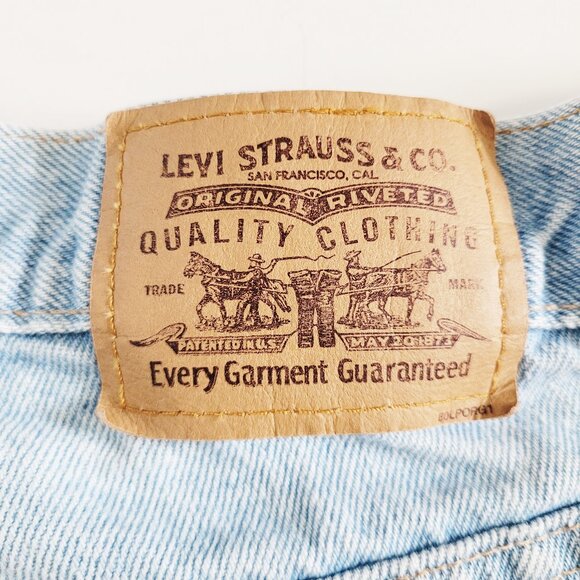 LEVI STRAUSS & CO.
SAN FRANCISCO, CAL.
ORIGINAL RIVETED
QUALITY CLOTHING
TRADE MARK
PATENTED IN U.S. MAY 20 1873
Every Garment Guaranteed